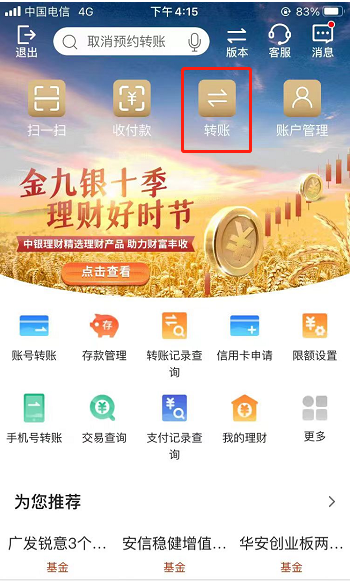 中国电信 4G 下午4:15 83%
退出 取消预约转账 版本 客服 消息
扫一扫 收付款 转账 账户管理
金九银十季
理财好时节
中银理财精选理财产品 助力财富丰收
点击查看
账号转账 存款管理 转账记录查询 信用卡申请 限额设置
手机号转账 交易查询 支付记录查询 我的理财 更多
为您推荐
广发锐意3个... 安信稳健增值... 华安创业板两...
基金 基金 基金